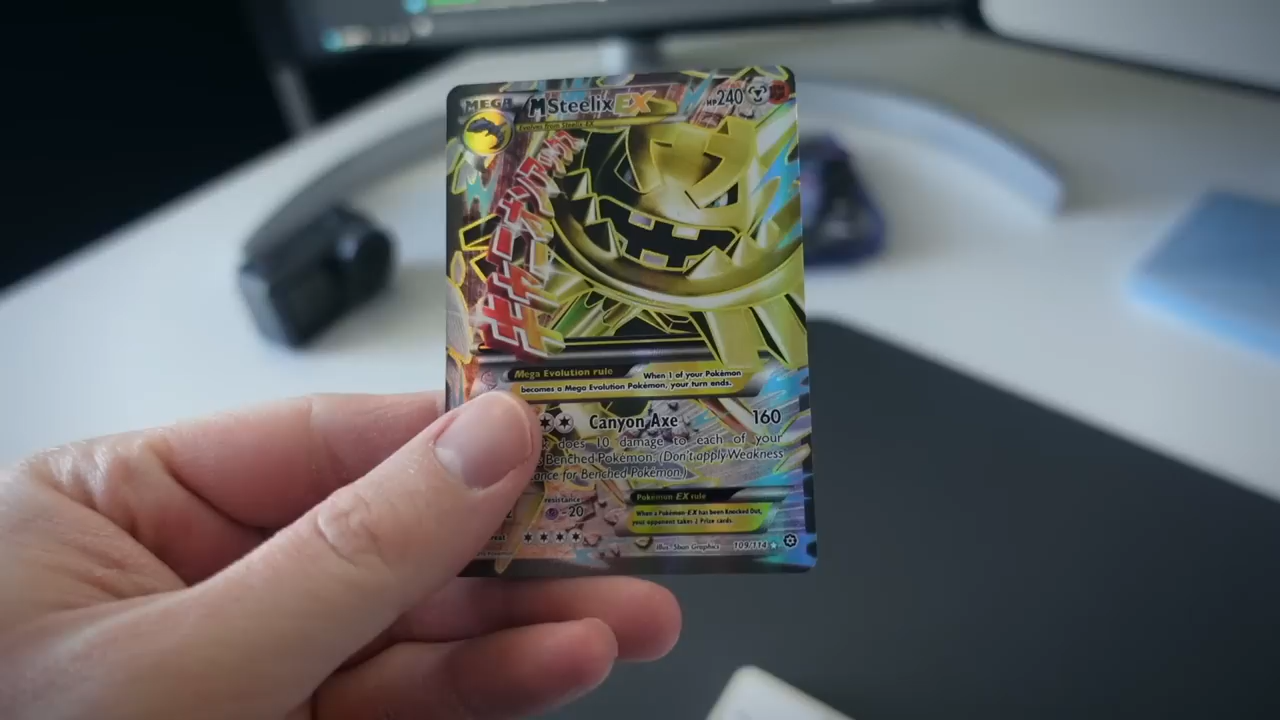 MEGA MSteelixEX HP240
Evolves from Steelix EX
Mega Evolution rule When 1 of your Pokémon
becomes a Mega Evolution Pokémon, your turn ends.
Canyon Axe 160
does 10 damage to each of your
Benched Pokémon. (Don't apply Weakness
for Benched Pokémon.)
resistance
-20
Pokémon EX rule
When a Pokémon-EX has been Knocked Out,
your opponent takes 2 Prize cards.
Illus. 5ban Graphics 109/114